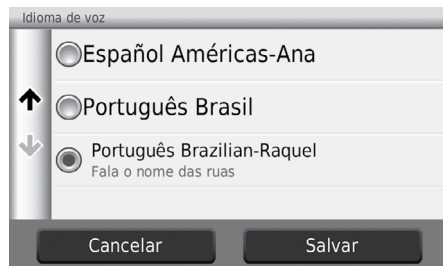 Idioma de voz
Español Américas-Ana
Português Brasil
Português Brazilian-Raquel
Fala o nome das ruas
Cancelar
Salvar